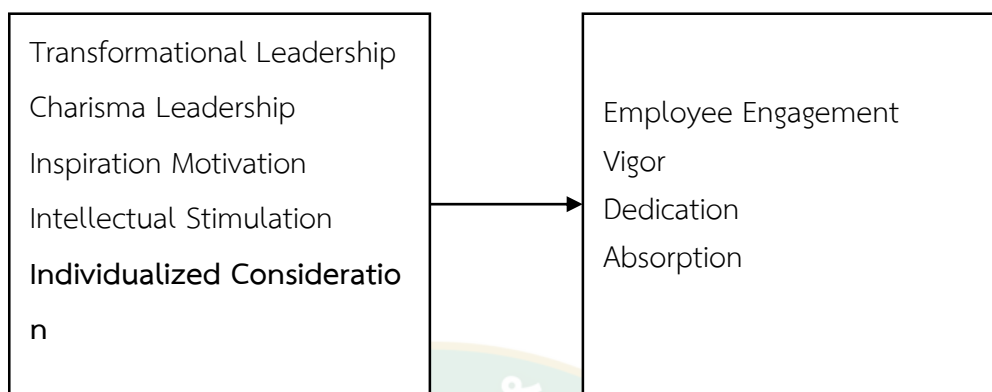 Transformational Leadership
Charisma Leadership
Inspiration Motivation
Intellectual Stimulation
Individualized Consideratio
n
Employee Engagement
Vigor
Dedication
Absorption